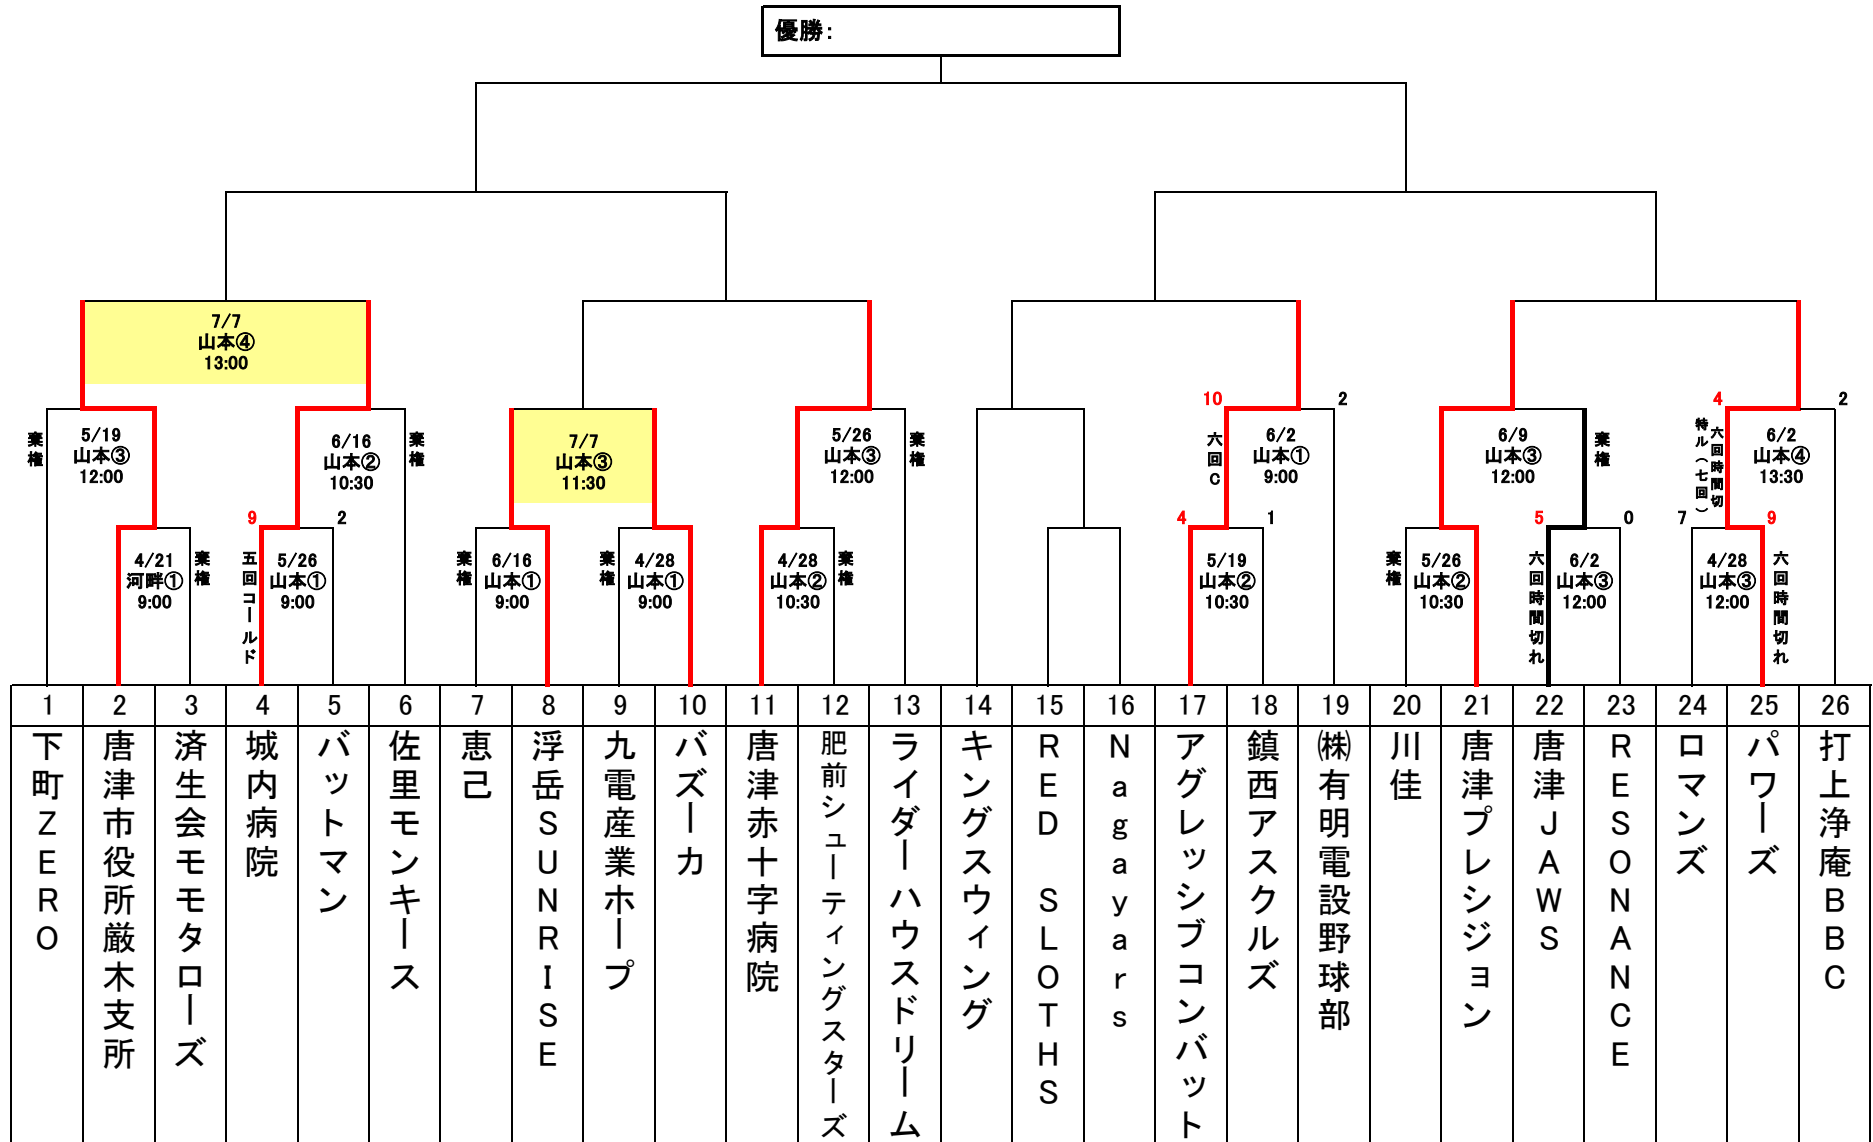 優勝：
7/7
山本④
13:00
棄権
5/19
山本③
12:00
6/16
山本②
10:30
棄権
7/7
山本③
11:30
5/26
山本③
12:00
棄権
10
六回C
6/2
山本①
9:00
2
6/9
山本③
12:00
棄権
4
特ル（七回）
六回時間切
6/2
山本④
13:30
2
4/21
河畔①
9:00
棄権
9
五回コールド
5/26
山本①
9:00
2
棄権
6/16
山本①
9:00
棄権
4/28
山本①
9:00
4/28
山本②
10:30
棄権
4
5/19
山本②
10:30
1
棄権
5/26
山本②
10:30
5
六回時間切れ
6/2
山本③
12:00
0
7
4/28
山本③
12:00
9
六回時間切れ
1 2 3 4 5 6 7 8 9 10 11 12 13 14 15 16 17 18 19 20 21 22 23 24 25 26
下町ZERO
唐津市役所厳木支所
済生会モモタローズ
城内病院
バットマン
佐里モンキース
恵己
浮岳SUNRISE
九電産業ホープ
バズーカ
唐津赤十字病院
肥前シューティングスターズ
ライダーハウスドリーム
キングスウィング
RED SLOTHS
Nagayars
アグレッシブコンバット
鎮西アスクルズ
㈱有明電設野球部
川佳
唐津プレシジョン
唐津JAWS
RESONANCE
ロマンズ
パワーズ
打上浄庵BBC